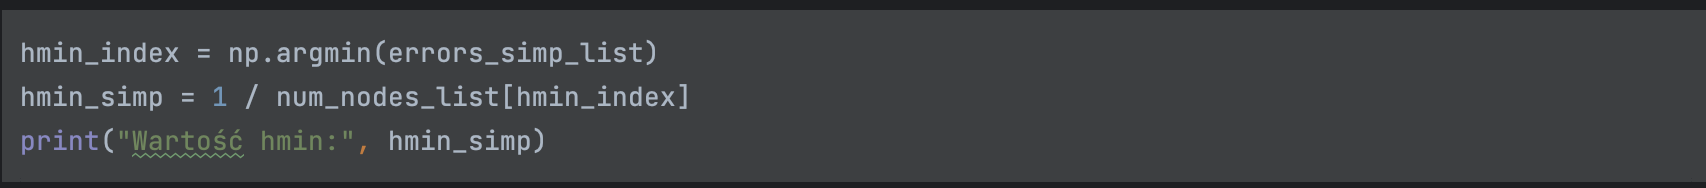 hmin_index = np.argmin(errors_simp_list)
hmin_simp = 1 / num_nodes_list[hmin_index]
print("Wartość hmin:", hmin_simp)